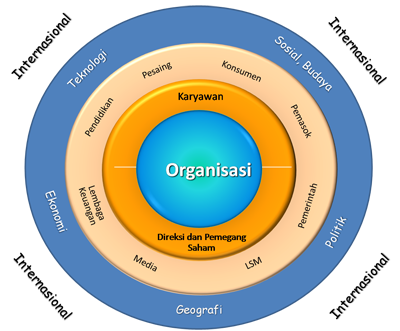 Internasional
Internasional
Teknologi
Sosial, Budaya
Pesaing
Konsumen
Pendidikan
Karyawan
Pemasok
Organisasi
Ekonomi
Lembaga
Keuangan
Pemerintah
Politik
Direksi dan Pemegang
Saham
Media
LSM
Internasional
Internasional
Geografi